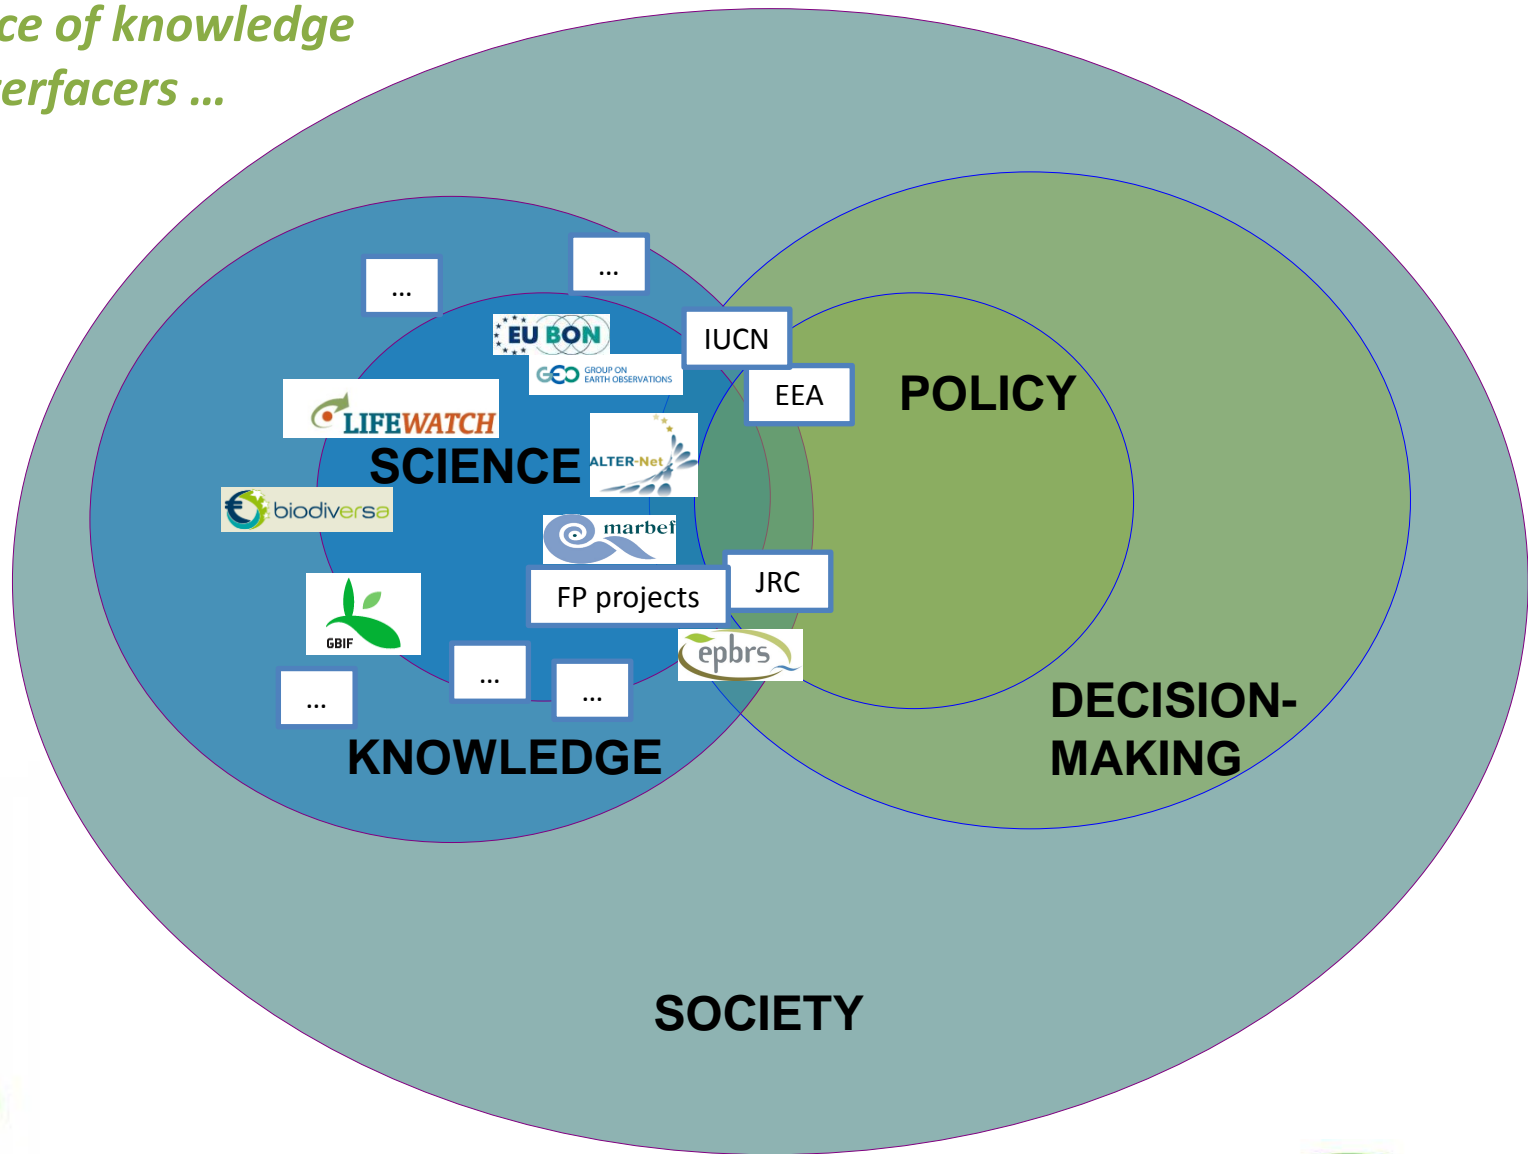 ce of knowledge
erfacers ...
...
...
EU BON
GEO GROUP ON
EARTH OBSERVATIONS
IUCN
EEA
POLICY
LIFEWATCH
SCIENCE
ALTER-Net
biodiversa
marbef
FP projects
JRC
GBIF
epbrs
...
...
...
KNOWLEDGE
DECISION-
MAKING
SOCIETY